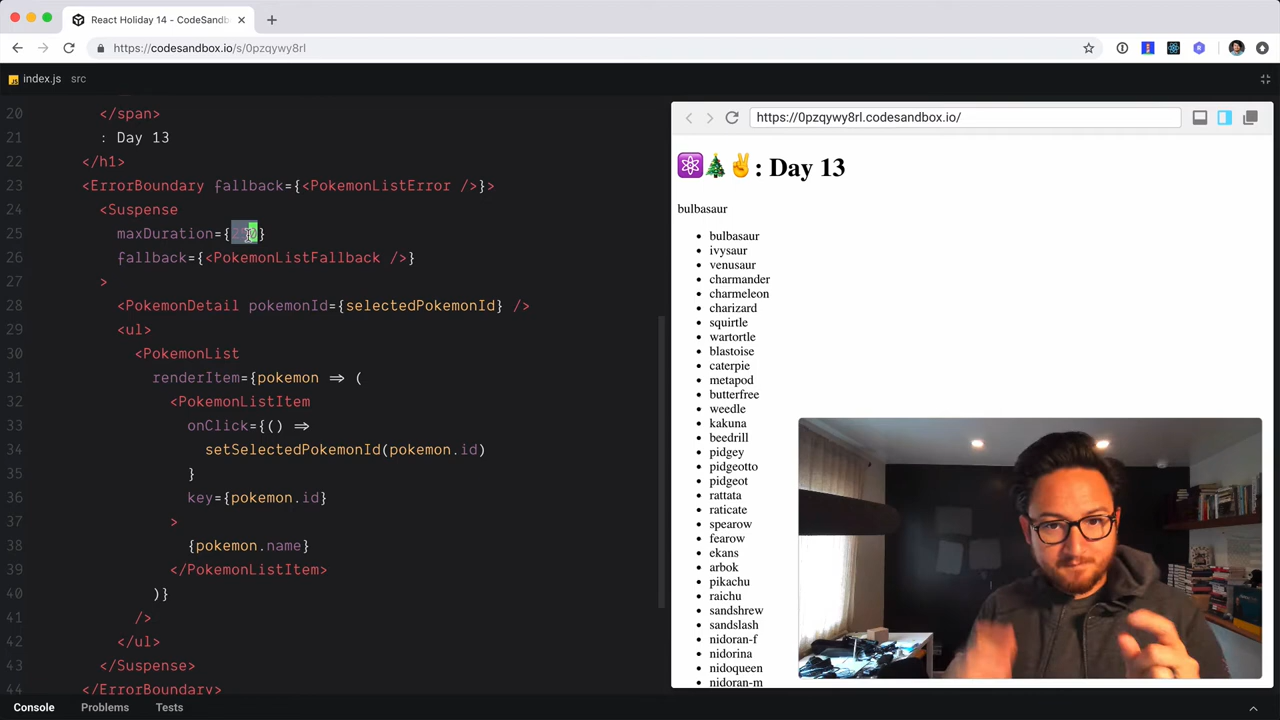 React Holiday 14 - CodeSandb
https://codesandbox.io/s/0pzqywy8rl
index.js src
20 </span>
21 : Day 13
22 </h1>
23 <ErrorBoundary fallback={<PokemonListError />}>
24 <Suspense
25 maxDuration={ }
26 fallback={<PokemonListFallback />}
27 >
28 <PokemonDetail pokemonId={selectedPokemonId} />
29 <ul>
30 <PokemonList
31 renderItem={pokemon => (
32 <PokemonListItem
33 onClick={() =>
34 setSelectedPokemonId(pokemon.id)
35 }
36 key={pokemon.id}
37 >
38 {pokemon.name}
39 </PokemonListItem>
40 )}
41 />
42 </ul>
43 </Suspense>
44 </ErrorBoundary>
https://0pzqywy8rl.codesandbox.io/
⚛️🎄✌️: Day 13
bulbasaur
• bulbasaur
• ivysaur
• venusaur
• charmander
• charmeleon
• charizard
• squirtle
• wartortle
• blastoise
• caterpie
• metapod
• butterfree
• weedle
• kakuna
• beedrill
• pidgey
• pidgeotto
• pidgeot
• rattata
• raticate
• spearow
• fearow
• ekans
• arbok
• pikachu
• raichu
• sandshrew
• sandslash
• nidoran-f
• nidorina
• nidoqueen
• nidoran-m
Console Problems Tests